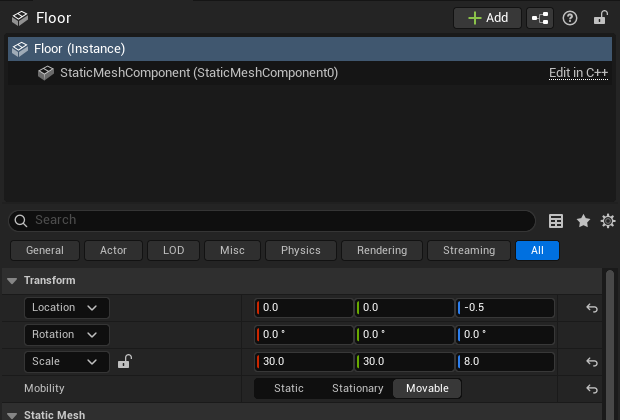 Floor
Add
Floor (Instance)
StaticMeshComponent (StaticMeshComponent0) Edit in C++
Search
General Actor LOD Misc Physics Rendering Streaming All
Transform
Location 0.0 0.0 -0.5
Rotation 0.0 ° 0.0 ° 0.0 °
Scale 30.0 30.0 8.0
Mobility Static Stationary Movable
Static Mesh